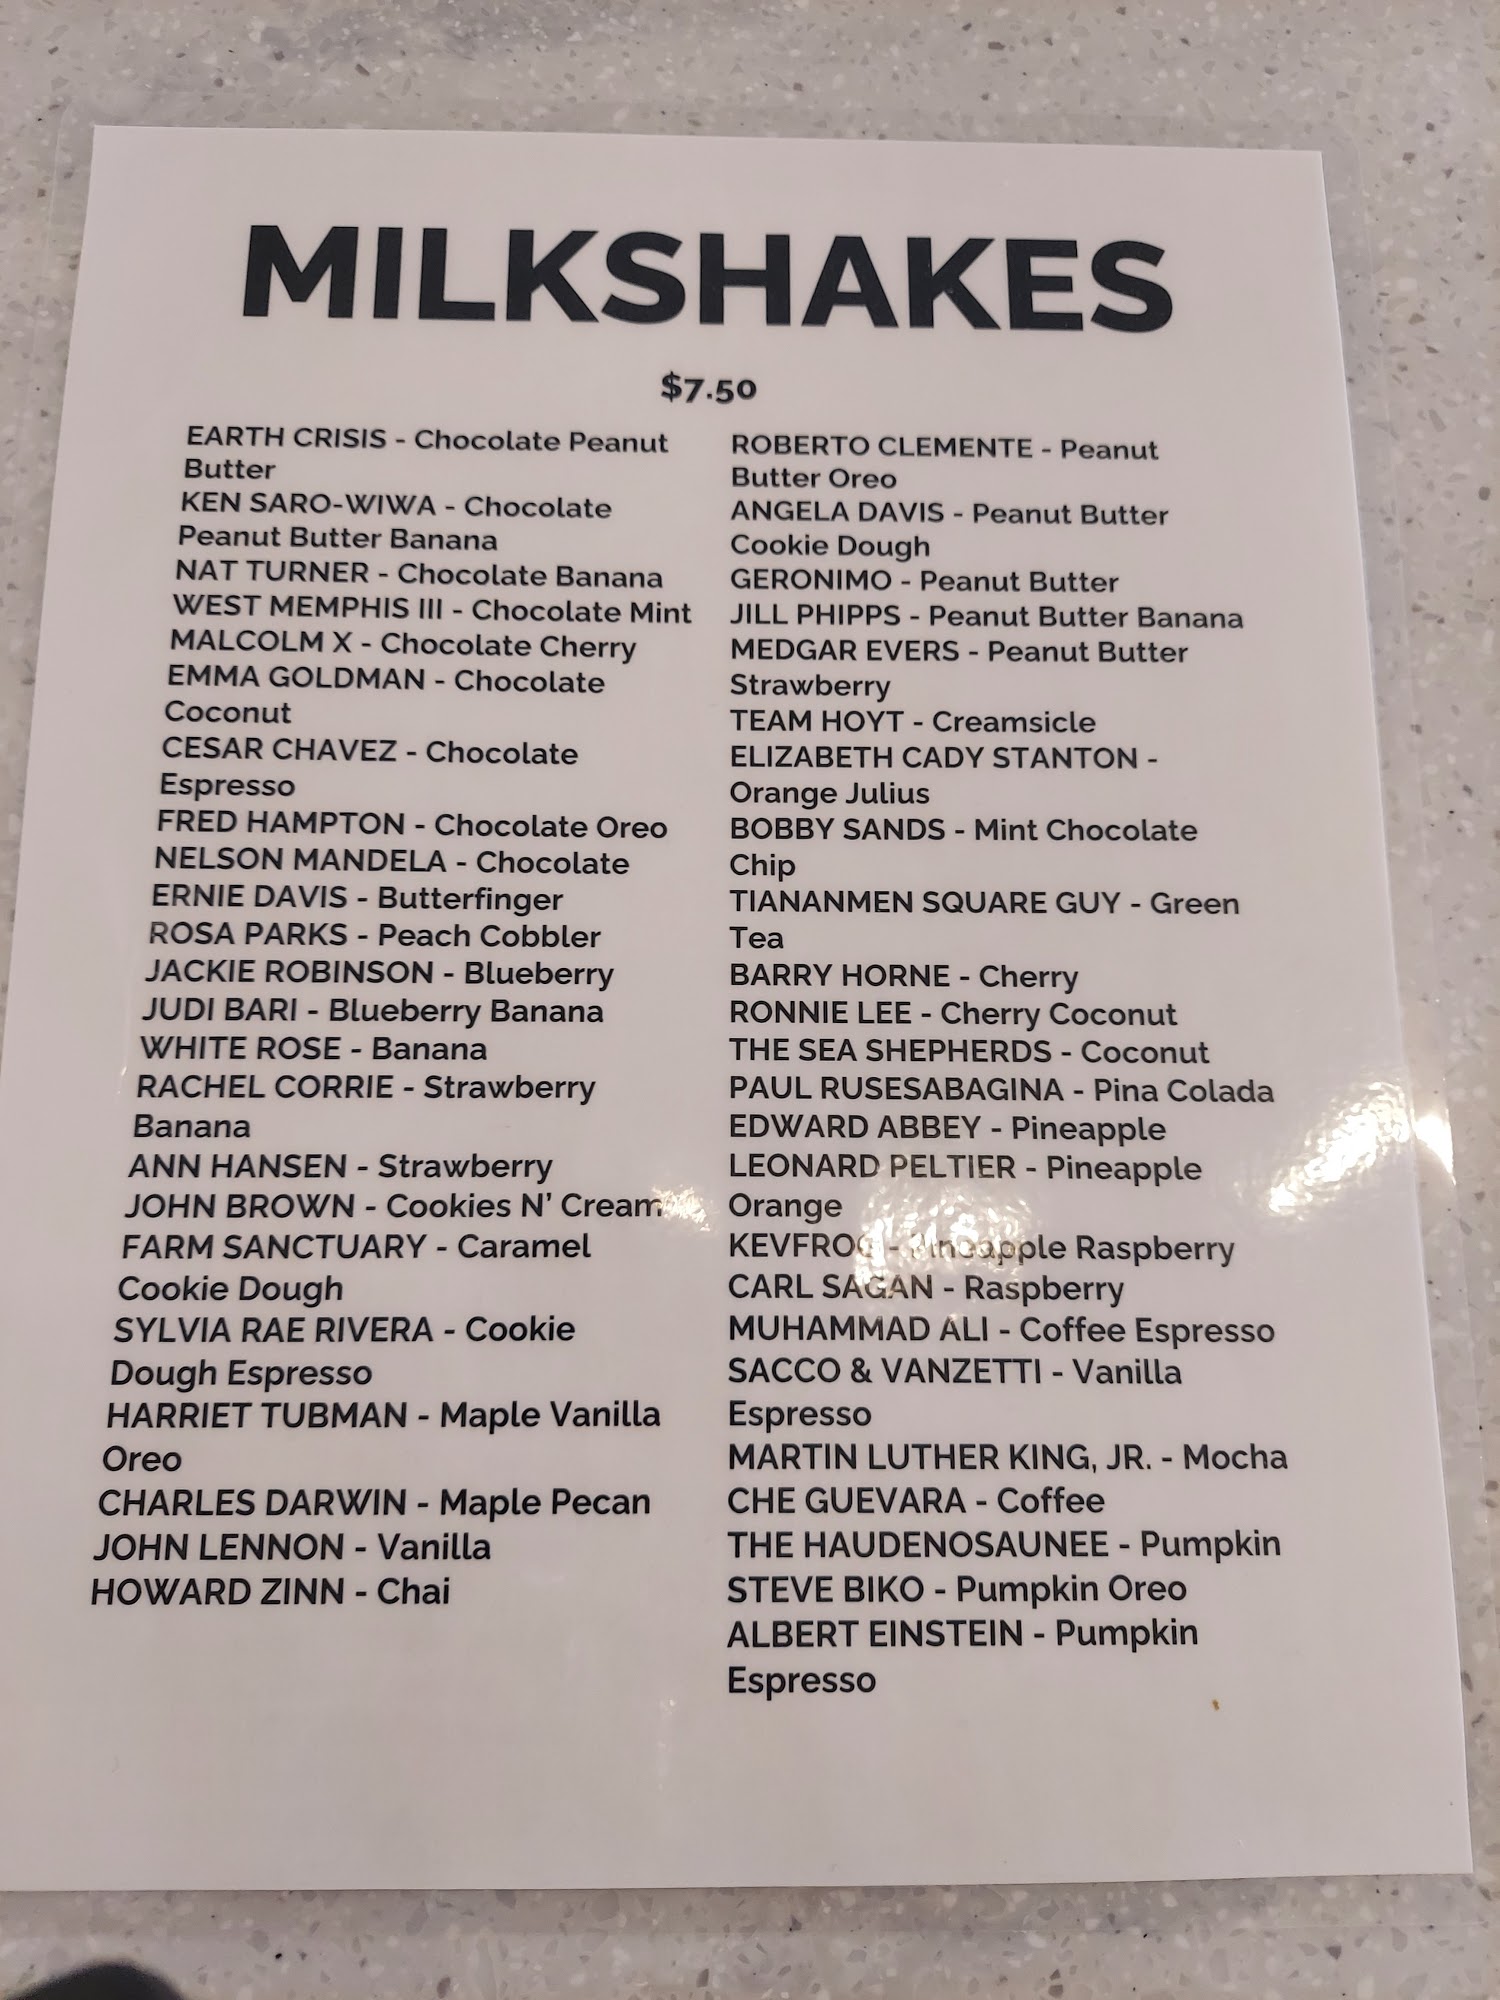 MILKSHAKES
$7.50
EARTH CRISIS - Chocolate Peanut
Butter
KEN SARO-WIWA - Chocolate
Peanut Butter Banana
NAT TURNER - Chocolate Banana
WEST MEMPHIS III - Chocolate Mint
MALCOLM X - Chocolate Cherry
EMMA GOLDMAN - Chocolate
Coconut
CESAR CHAVEZ - Chocolate
Espresso
FRED HAMPTON - Chocolate Oreo
NELSON MANDELA - Chocolate
ERNIE DAVIS - Butterfinger
ROSA PARKS - Peach Cobbler
JACKIE ROBINSON - Blueberry
JUDI BARI - Blueberry Banana
WHITE ROSE - Banana
RACHEL CORRIE - Strawberry
Banana
ANN HANSEN - Strawberry
JOHN BROWN - Cookies N' Cream
FARM SANCTUARY - Caramel
Cookie Dough
SYLVIA RAE RIVERA - Cookie
Dough Espresso
HARRIET TUBMAN - Maple Vanilla
Oreo
CHARLES DARWIN - Maple Pecan
JOHN LENNON - Vanilla
HOWARD ZINN - Chai
ROBERTO CLEMENTE - Peanut
Butter Oreo
ANGELA DAVIS - Peanut Butter
Cookie Dough
GERONIMO - Peanut Butter
JILL PHIPPS - Peanut Butter Banana
MEDGAR EVERS - Peanut Butter
Strawberry
TEAM HOYT - Creamsicle
ELIZABETH CADY STANTON -
Orange Julius
BOBBY SANDS - Mint Chocolate
Chip
TIANANMEN SQUARE GUY - Green
Tea
BARRY HORNE - Cherry
RONNIE LEE - Cherry Coconut
THE SEA SHEPHERDS - Coconut
PAUL RUSESABAGINA - Pina Colada
EDWARD ABBEY - Pineapple
LEONARD PELTIER - Pineapple
Orange
KEVFROG - Pineapple Raspberry
CARL SAGAN - Raspberry
MUHAMMAD ALI - Coffee Espresso
SACCO & VANZETTI - Vanilla
Espresso
MARTIN LUTHER KING, JR. - Mocha
CHE GUEVARA - Coffee
THE HAUDENOSAUNEE - Pumpkin
STEVE BIKO - Pumpkin Oreo
ALBERT EINSTEIN - Pumpkin
Espresso